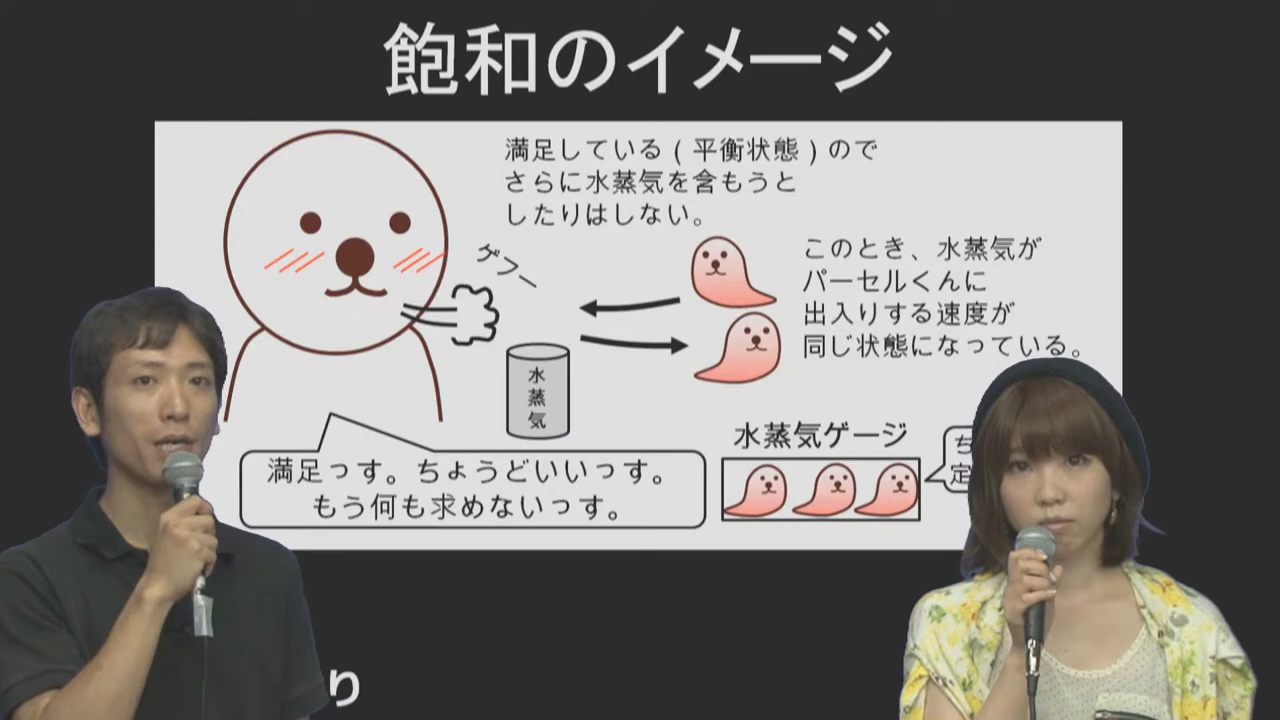 飽和のイメージ
満足している(平衡状態)ので
さらに水蒸気を含もうと
したりはしない。
ゲフー
このとき、水蒸気が
パーセルくんに
出入りする速度が
同じ状態になっている。
水蒸気
水蒸気ゲージ
ち
定
満足っす。ちょうどいいっす。
もう何も求めないっす。
り